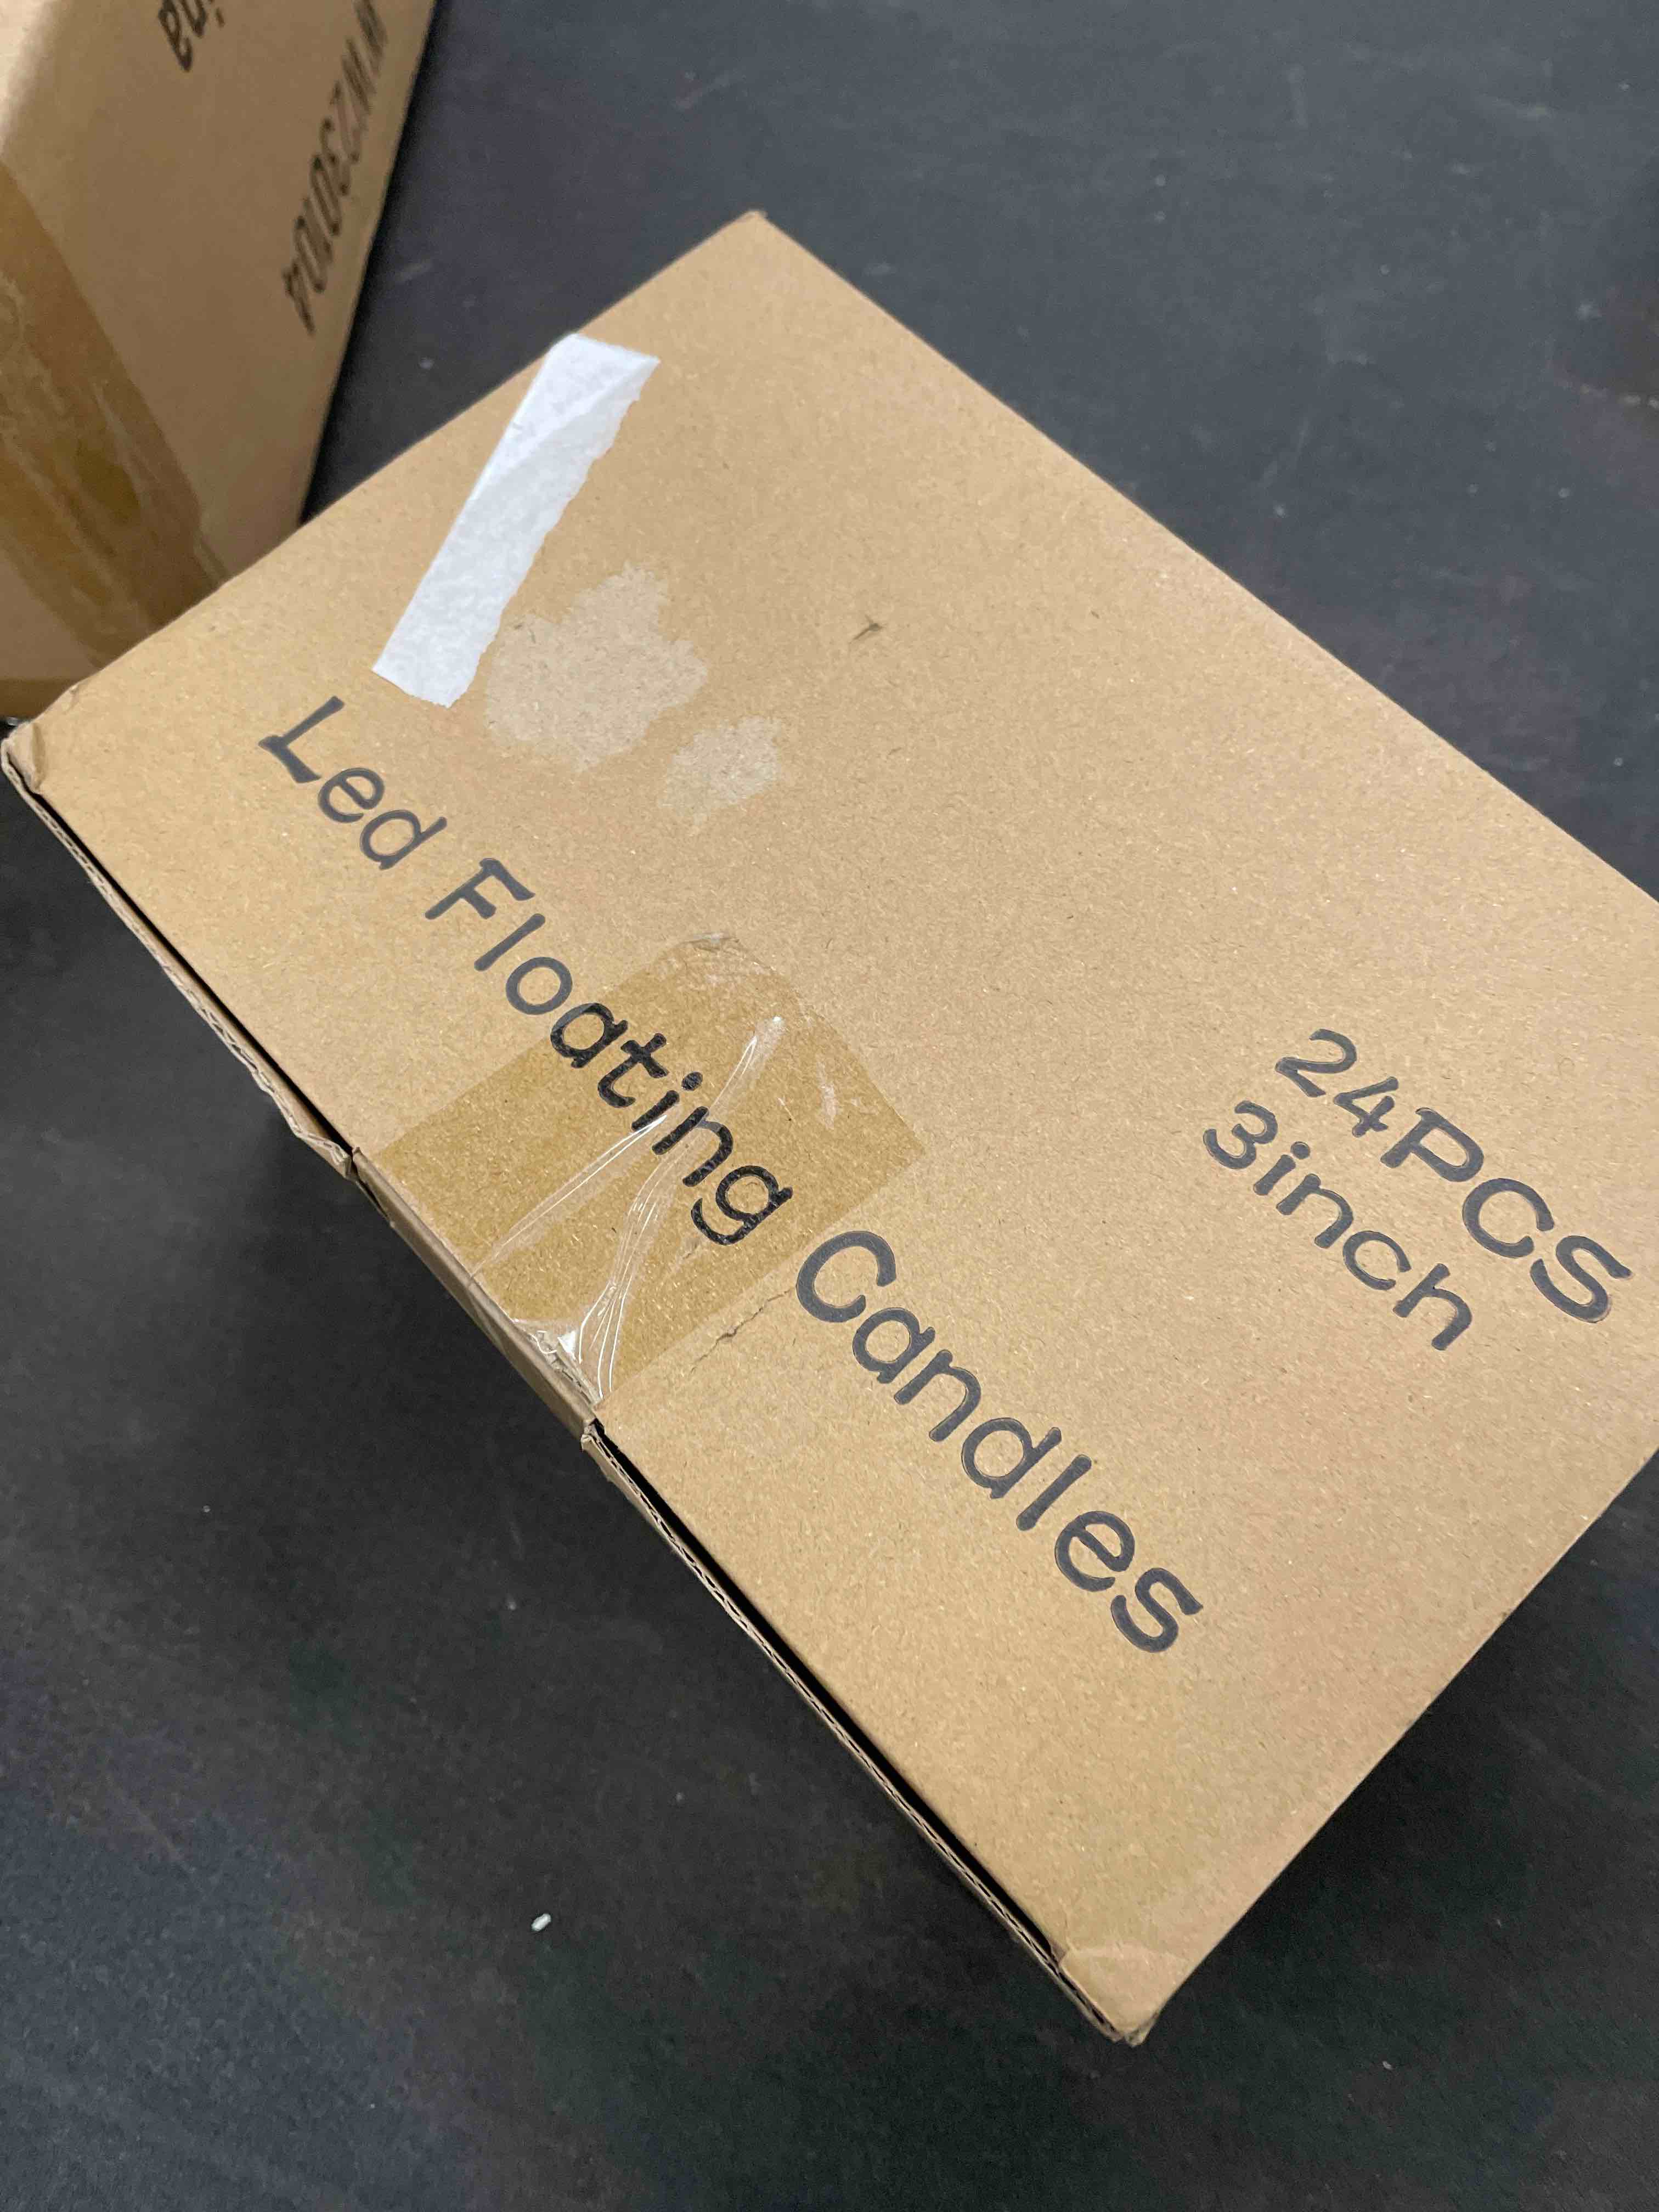 Led Floating Candles
24PCS
3inch